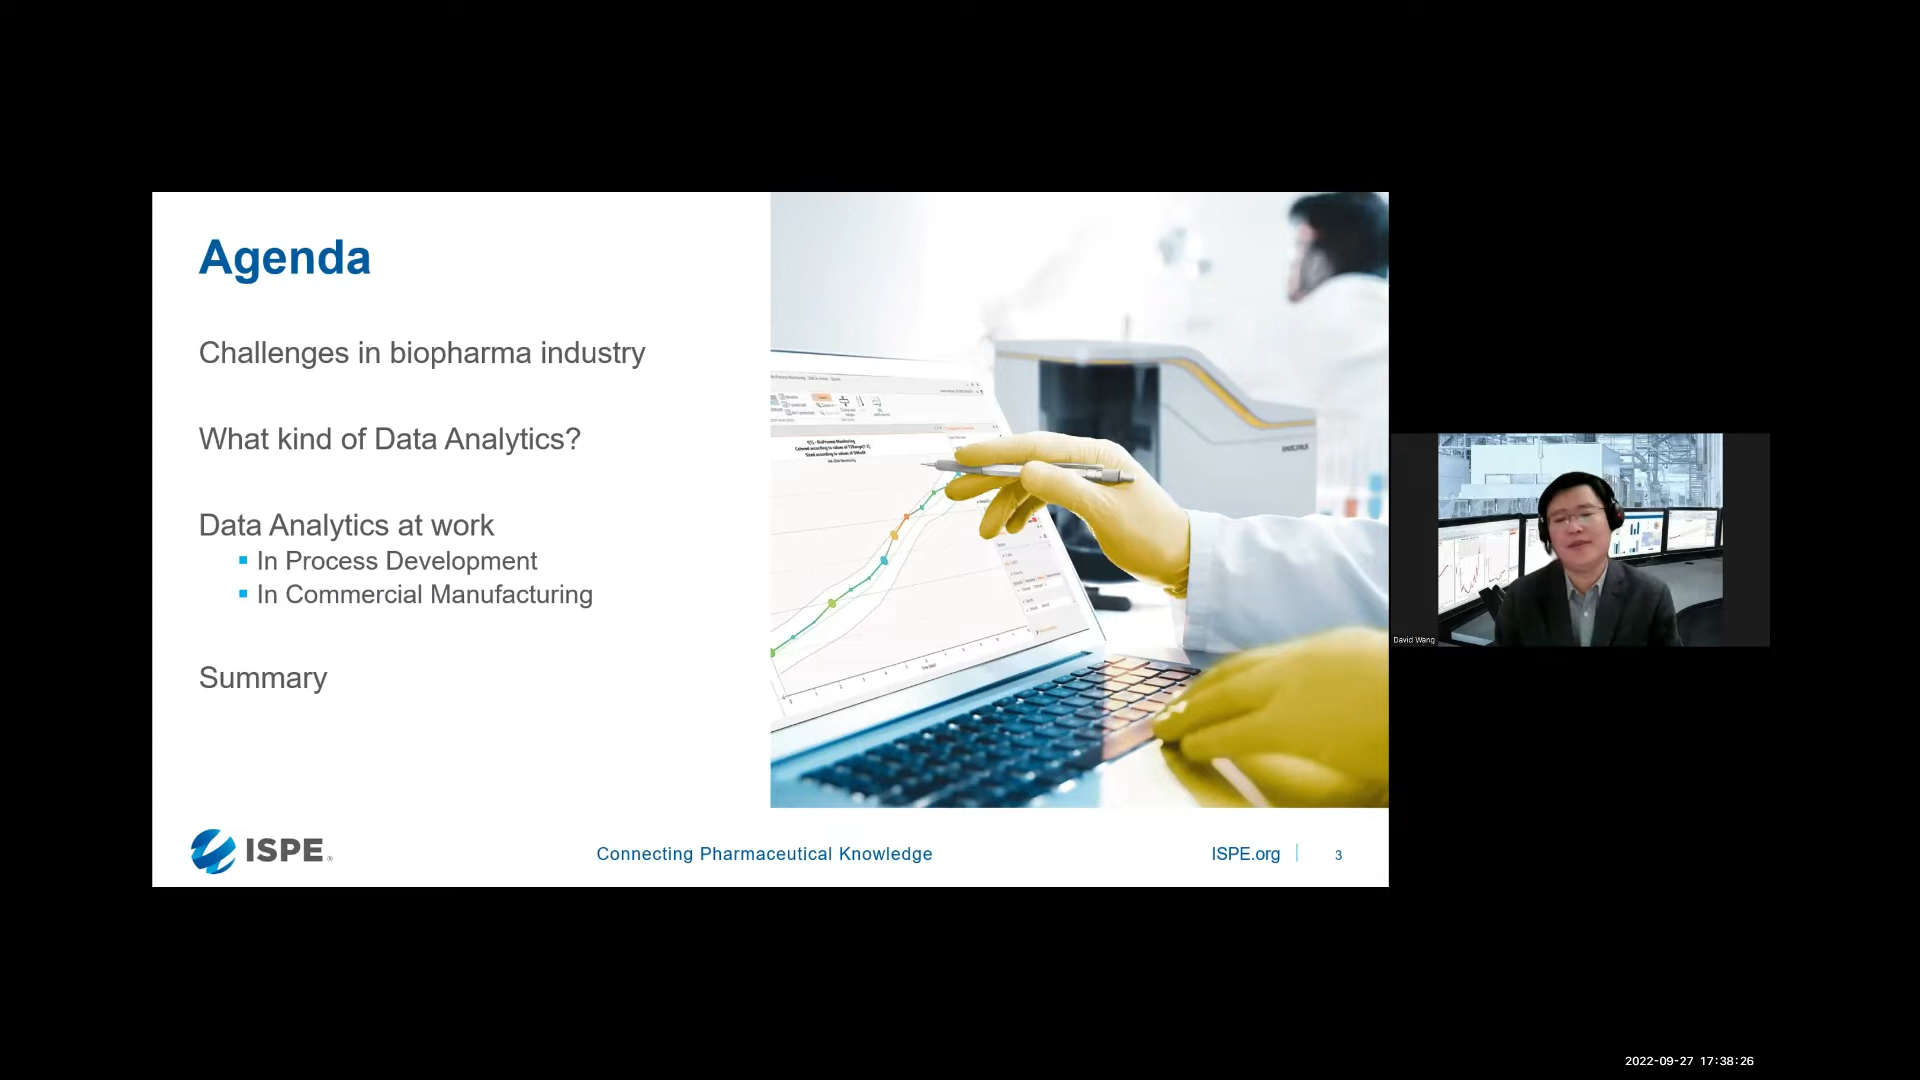 Agenda
Challenges in biopharma industry
What kind of Data Analytics?
Data Analytics at work
In Process Development
In Commercial Manufacturing
Summary
ISPE®
Connecting Pharmaceutical Knowledge
ISPE.org
3
David Wang
2022-09-27 17:38:26